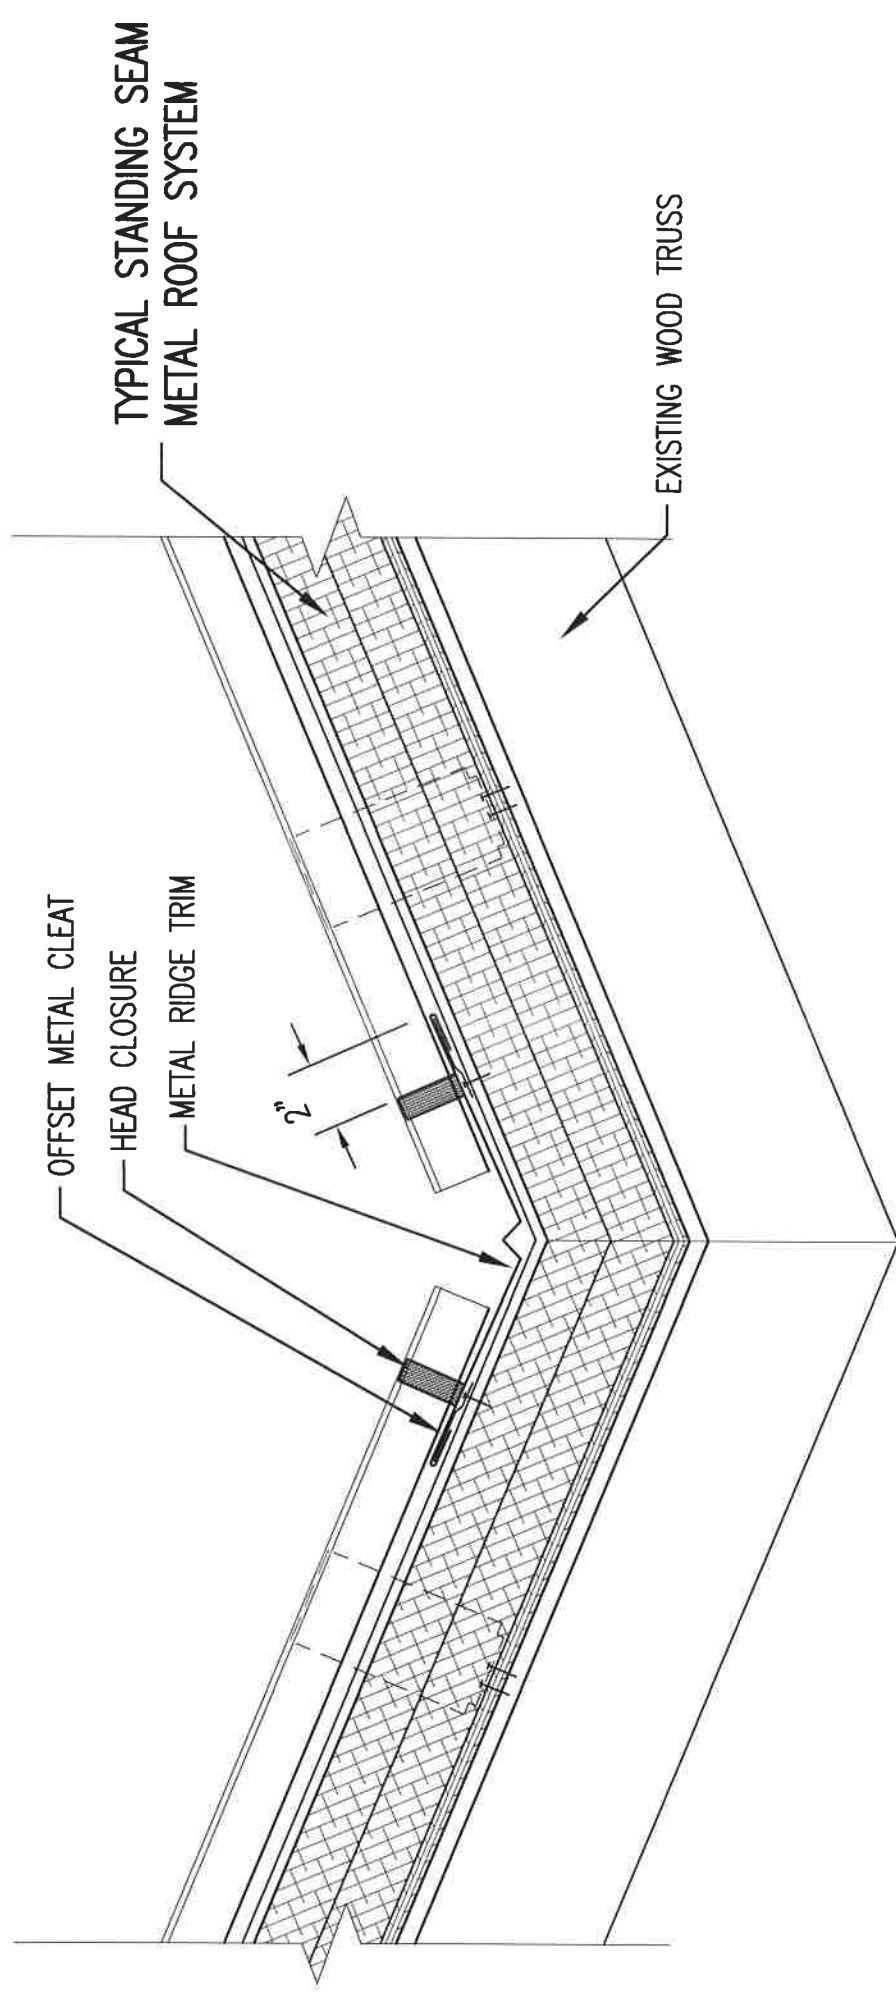 TYPICAL STANDING SEAM
METAL ROOF SYSTEM
EXISTING WOOD TRUSS
OFFSET METAL CLEAT
HEAD CLOSURE
METAL RIDGE TRIM
2"